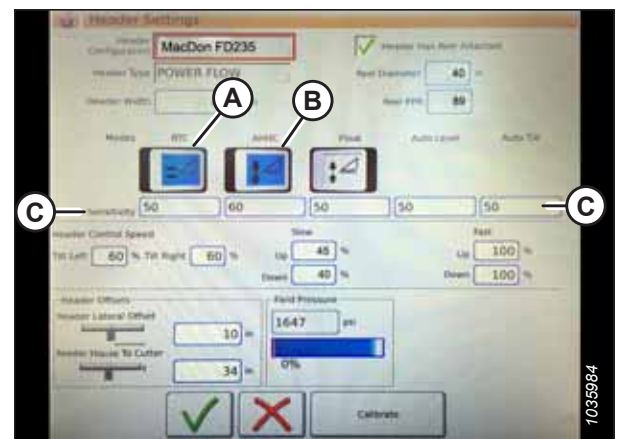 Header Settings
Header Configuration MacDon FD235
Header Has Reel Attached
Header Type POWER FLOW
Reel Diameter 40 in
Header Width
Reel PPR 89
A
B
Modes RTC AHHC Float Auto Level Auto Tilt
C Sensitivity 50 60 50 50 50 C
Header Control Speed
Slow
Fast
Tilt Left 60 % Tilt Right 60 %
Up 45 %
Up 100 %
Down 40 %
Down 100 %
Header Offsets
Field Pressure
Header Lateral Offset
10 in
1647 psi
Feeder House To Cutter
34 in
0%
Calibrate
1035984